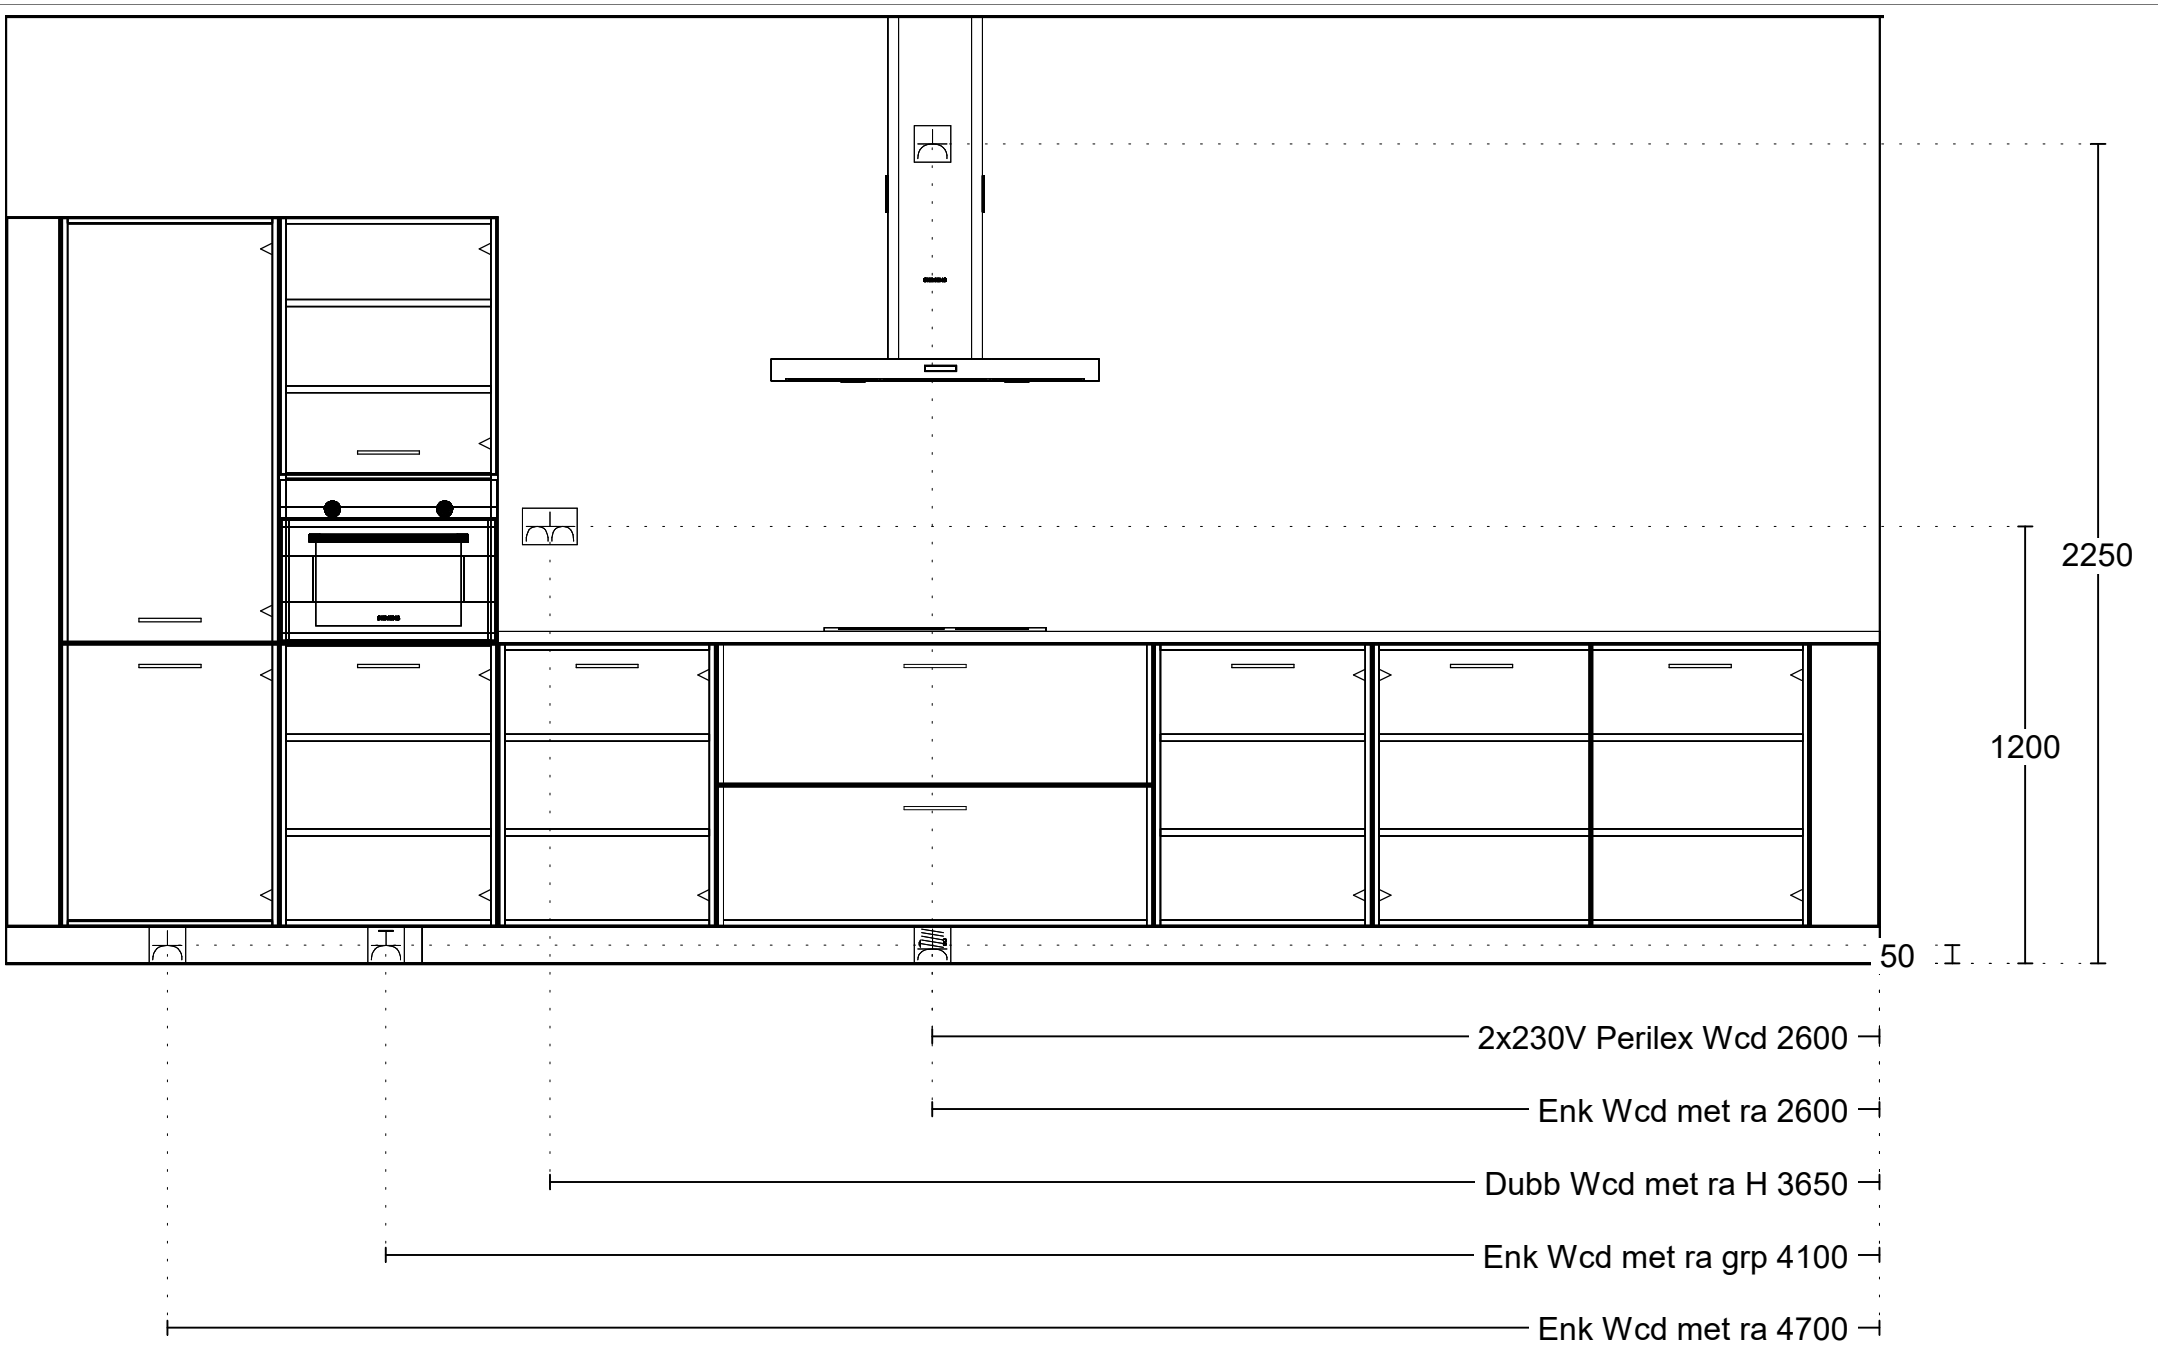 2250
1200
50
2x230V Perilex Wcd 2600
Enk Wcd met ra 2600
Dubb Wcd met ra H 3650
Enk Wcd met ra grp 4100
Enk Wcd met ra 4700